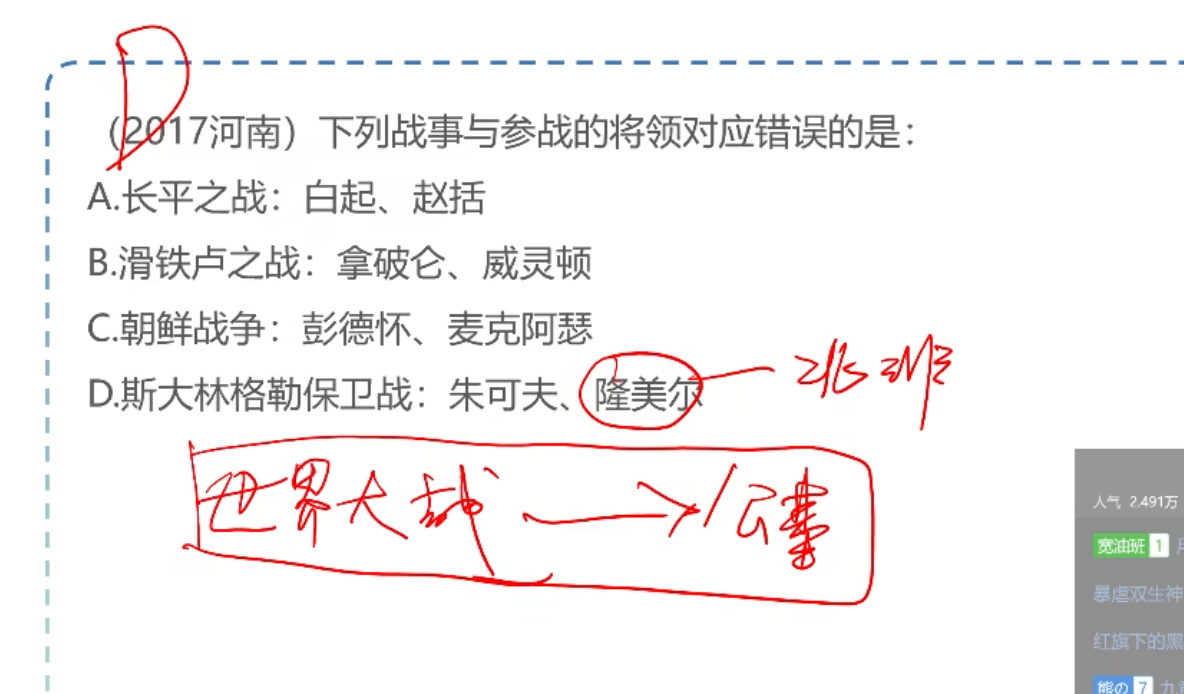 D
(2017河南）下列战事与参战的将领对应错误的是：
A.长平之战：白起、赵括
B.滑铁卢之战：拿破仑、威灵顿
C.朝鲜战争：彭德怀、麦克阿瑟
D.斯大林格勒保卫战：朱可夫、隆美尔
世界大战
人气 2.491万
宽油班 1
暴虐双生神
红旗下的黑
熊の 7